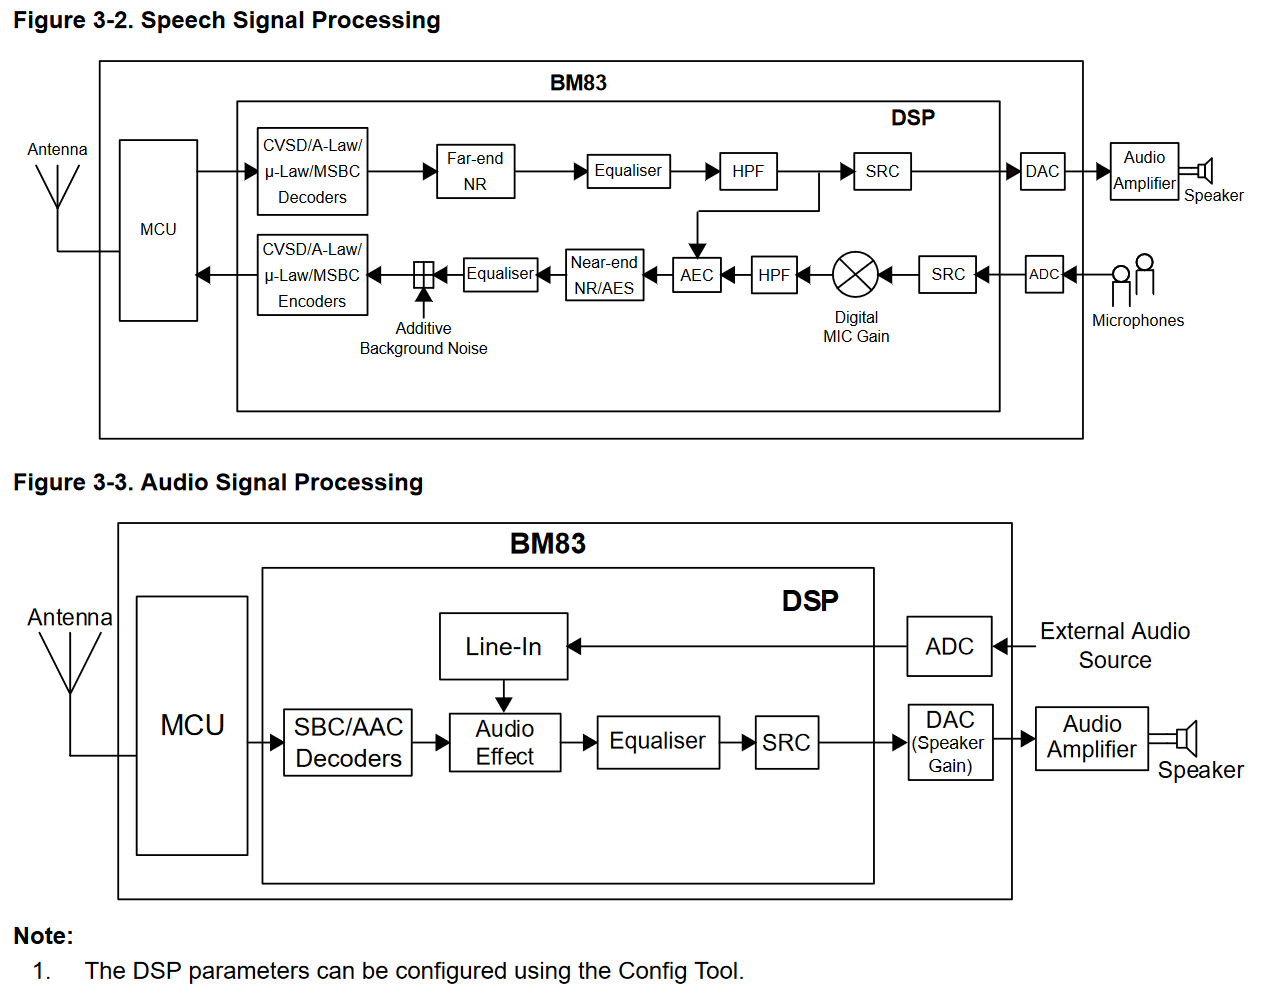 Figure 3-2. Speech Signal Processing
BM83
DSP
Antenna
MCU
CVSD/A-Law/
μ-Law/MSBC
Decoders
Far-end
NR
Equaliser
HPF
SRC
DAC
Audio
Amplifier
Speaker
CVSD/A-Law/
μ-Law/MSBC
Encoders
Additive
Background Noise
Equaliser
Near-end
NR/AES
AEC
HPF
Digital
MIC Gain
SRC
ADC
Microphones
Figure 3-3. Audio Signal Processing
BM83
DSP
Antenna
MCU
Line-In
ADC
External Audio
Source
SBC/AAC
Decoders
Audio
Effect
Equaliser
SRC
DAC
(Speaker
Gain)
Audio
Amplifier
Speaker
Note:
1. The DSP parameters can be configured using the Config Tool.